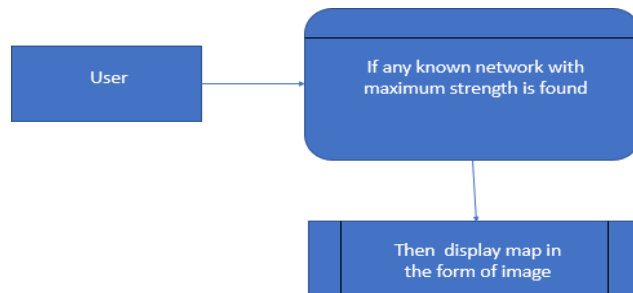 User
If any known network with
maximum strength is found
Then display map in
the form of image